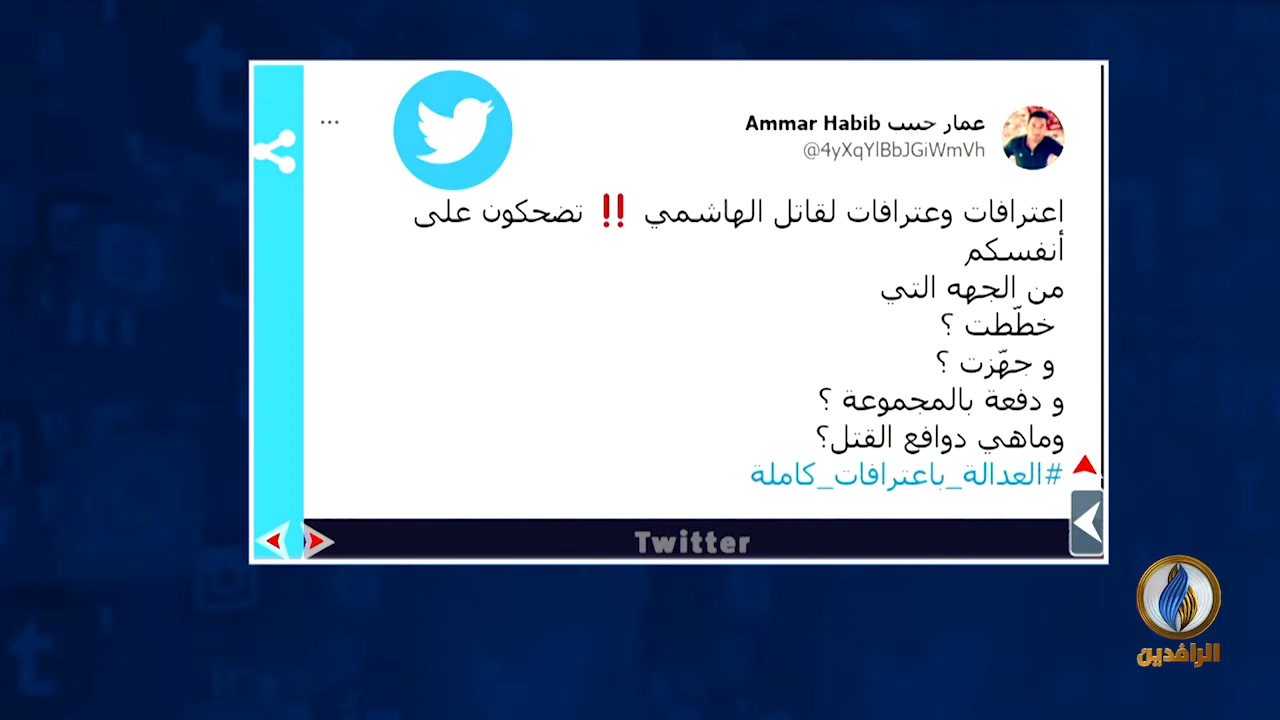 عمار حبيب Ammar Habib
@4yXqYlBbJGiWmVh
...
اعترافات وعترافات لقاتل الهاشمي ‼ تضحكون على
أنفسكم
من الجهه التي
خطّطت ؟
و جهّزت ؟
و دفعة بالمجموعة ؟
وماهي دوافع القتل؟
#العدالة_باعترافات_كاملة
Twitter
الرافدين